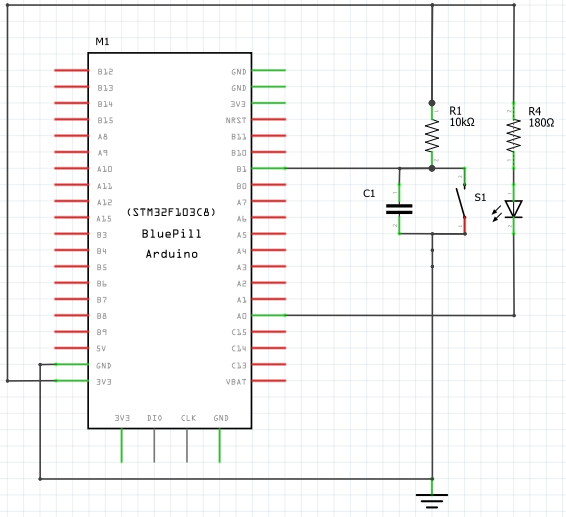 M1
B12 GND
B13 GND
B14 3V3
B15 NRST
A8 B11
A9 B10
A10 B1
A11 B0
A12 A7
A15 A6
B3 A5
B4 A4
B5 A3
B6 A2
B7 A1
B8 A0
B9 C15
5V C14
GND C13
3V3 VBAT
(STM32F103C8)
BluePill
Arduino
3V3 DIO CLK GND
R1
10kΩ
R4
180Ω
C1
S1